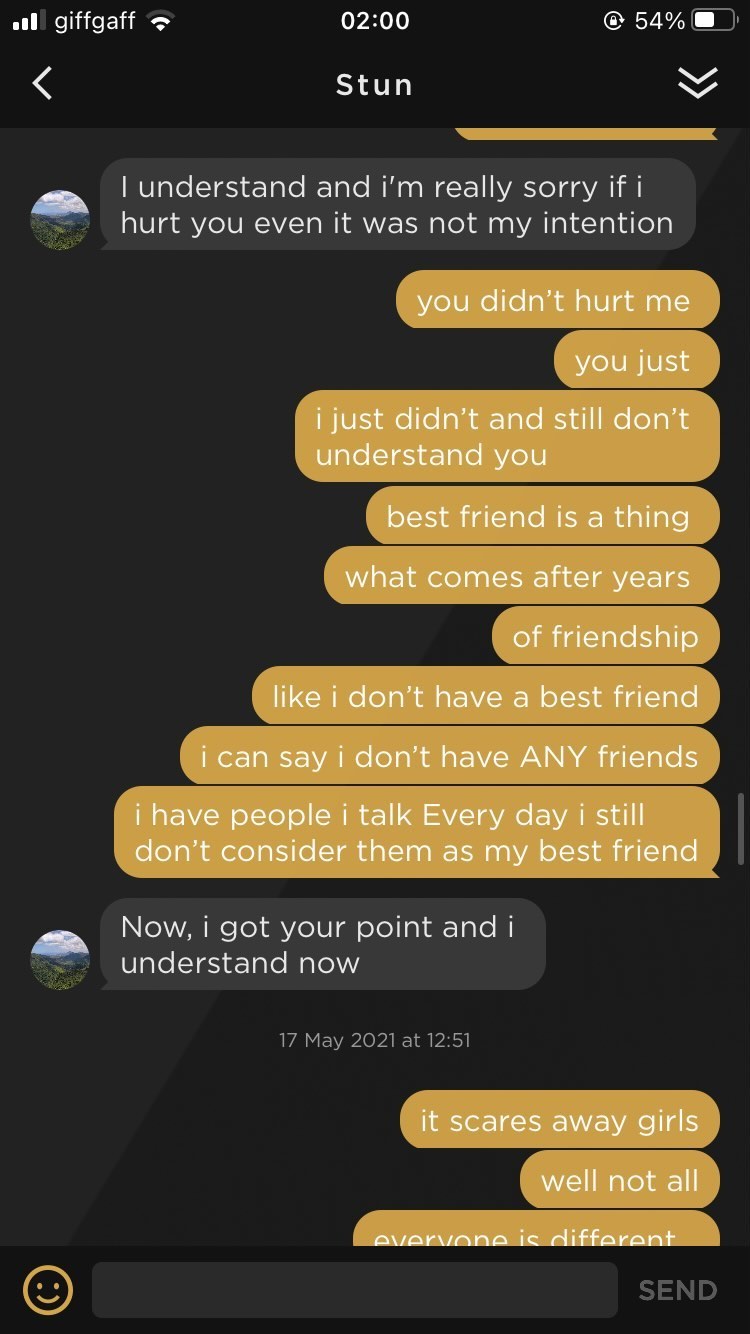 giffgaff 02:00 54%
Stun
I understand and i'm really sorry if i
hurt you even it was not my intention
you didn't hurt me
you just
i just didn't and still don't
understand you
best friend is a thing
what comes after years
of friendship
like i don't have a best friend
i can say i don't have ANY friends
i have people i talk Every day i still
don't consider them as my best friend
Now, i got your point and i
understand now
17 May 2021 at 12:51
it scares away girls
well not all
everyone is different
SEND